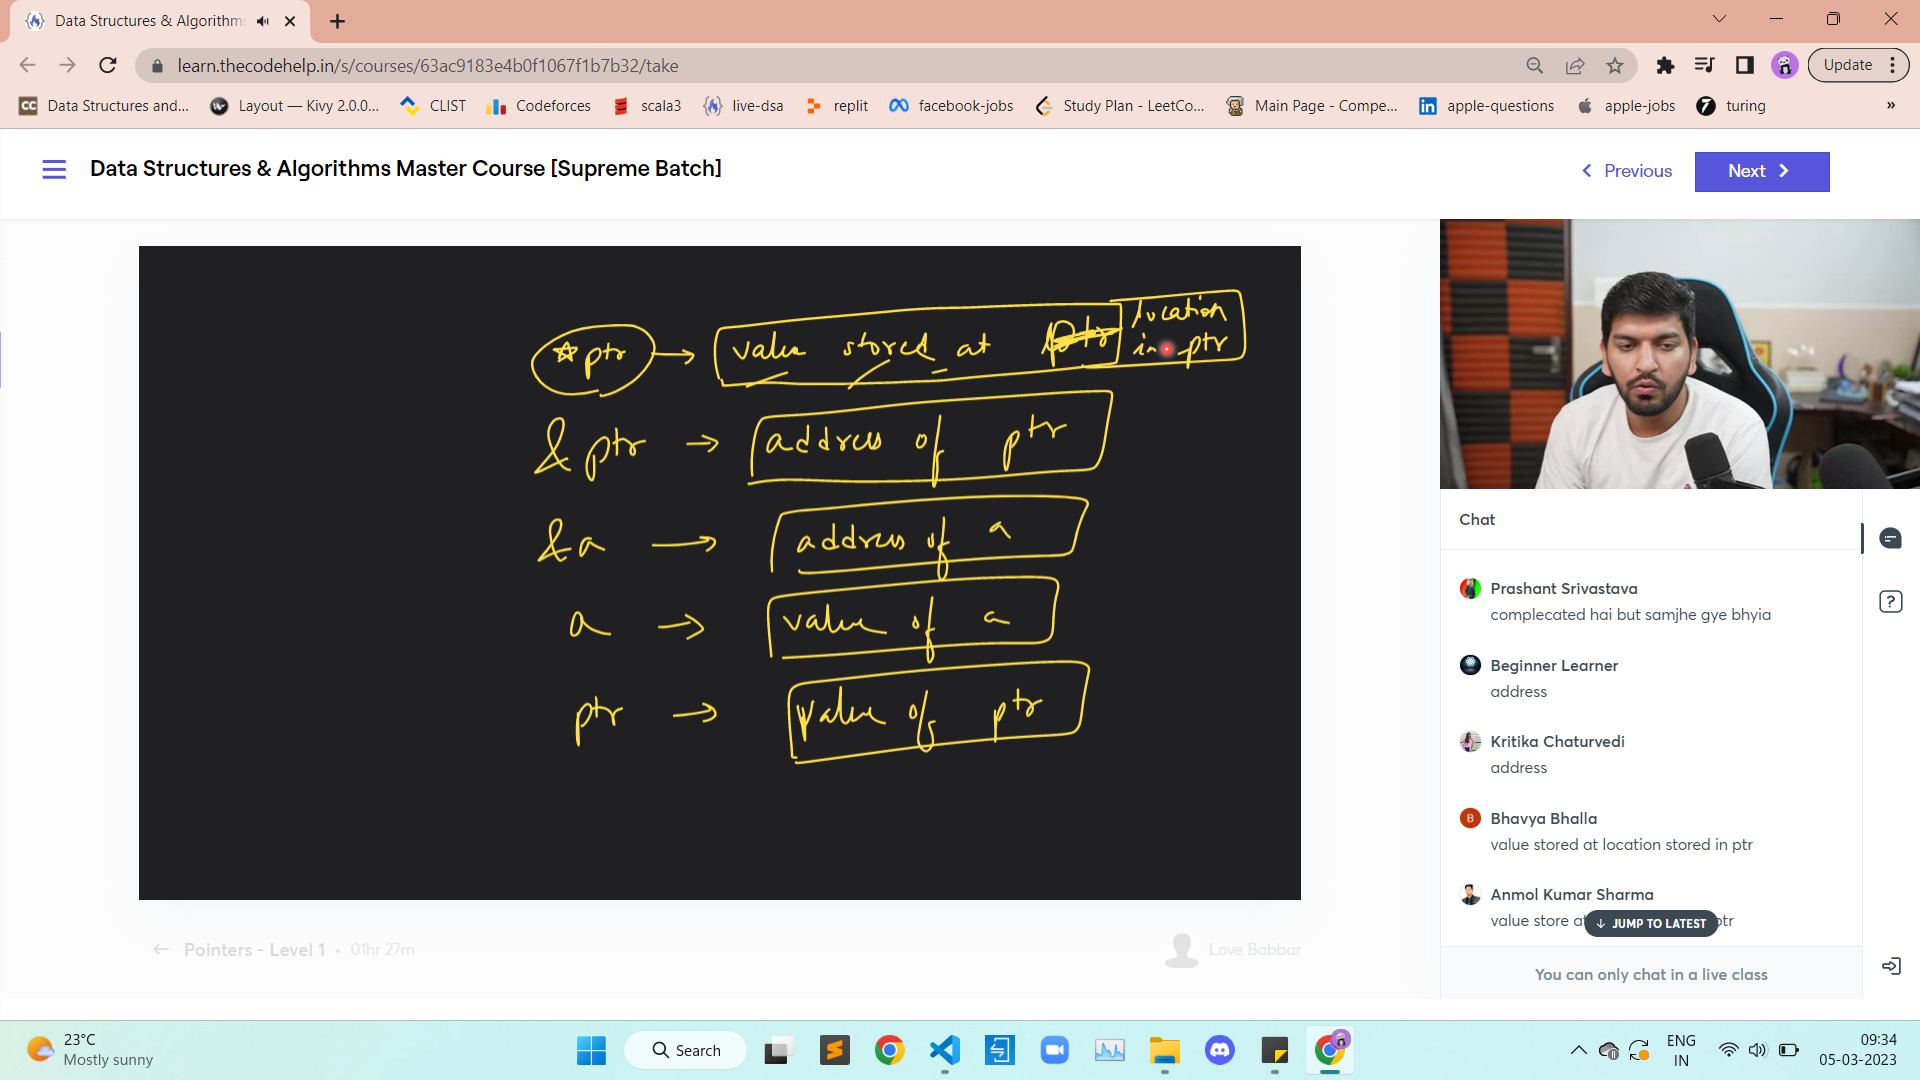 Data Structures & Algorithms
learn.thecodehelp.in/s/courses/63ac9183e4b0f1067f1b7b32/take
Update
Data Structures and...
Layout — Kivy 2.0.0...
CLIST
Codeforces
scala3
live-dsa
replit
facebook-jobs
Study Plan - LeetCo...
Main Page - Compe...
apple-questions
apple-jobs
turing
»
Data Structures & Algorithms Master Course [Supreme Batch]
Previous
Next
*ptr → value stored at ptr location
in ptr
&ptr → address of ptr
&a → address of a
a → value of a
ptr → value of ptr
Pointers - Level 1 • 01hr 27m
Love Babbar
Chat
Prashant Srivastava
complecated hai but samjhe gye bhyia
Beginner Learner
address
Kritika Chaturvedi
address
B Bhavya Bhalla
value stored at location stored in ptr
Anmol Kumar Sharma
value store at
ptr
↓ JUMP TO LATEST
You can only chat in a live class
23°C
Mostly sunny
Search
ENG
IN
09:34
05-03-2023